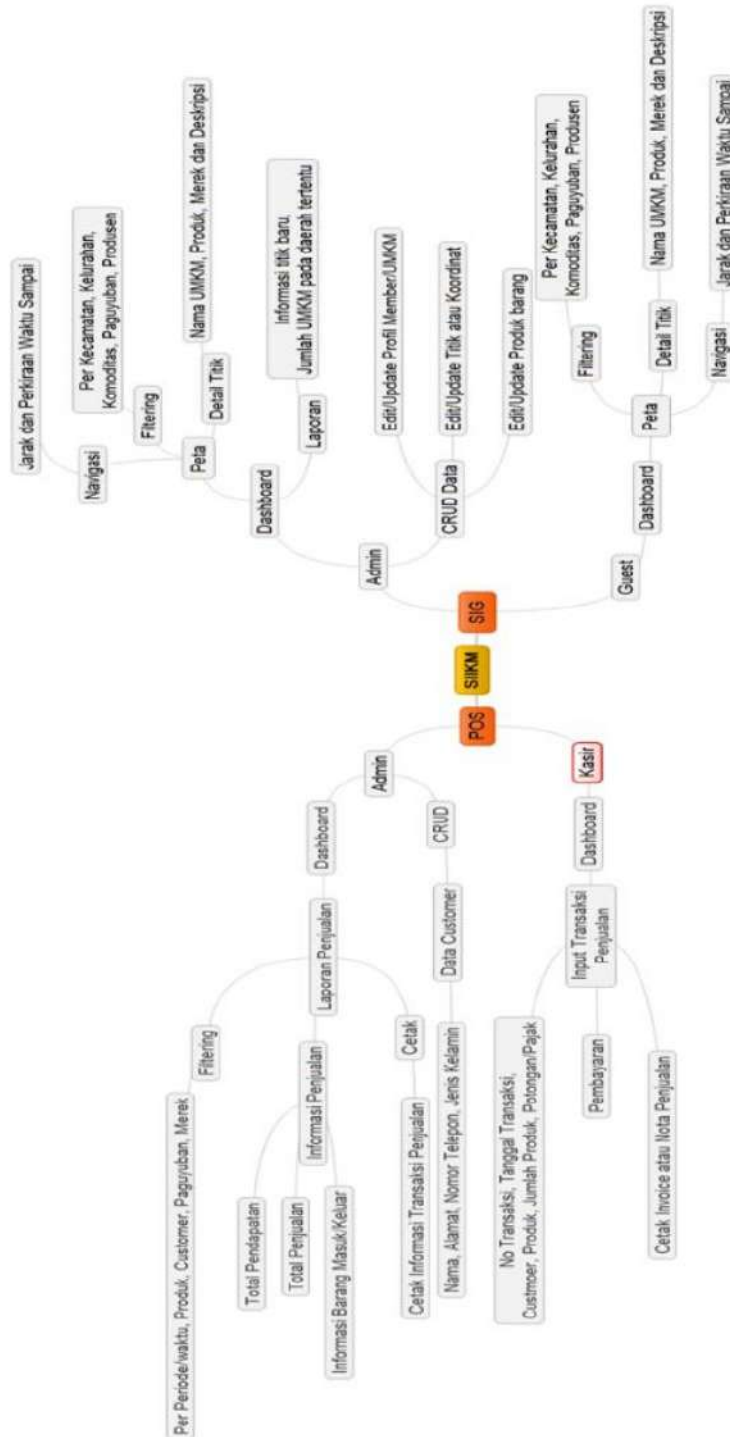 SIIKM
POS
Admin
Dashboard
Laporan Penjualan
Filtering
Per Periode/waktu, Produk, Customer, Paguyuban, Merek
Informasi Penjualan
Total Pendapatan
Total Penjualan
Informasi Barang Masuk/Keluar
Cetak
Cetak Informasi Transaksi Penjualan
CRUD
Data Customer
Nama, Alamat, Nomor Telepon, Jenis Kelamin
Kasir
Dashboard
Input Transaksi
Penjualan
No Transaksi, Tanggal Transaksi,
Custmoer, Produk, Jumlah Produk, Potongan/Pajak
Pembayaran
Cetak Invoice atau Nota Penjualan
SIG
Admin
Dashboard
Peta
Navigasi
Jarak dan Perkiraan Waktu Sampai
Filtering
Per Kecamatan, Kelurahan,
Komoditas, Paguyuban, Produsen
Detail Titik
Nama UMKM, Produk, Merek dan Deskripsi
Laporan
Informasi titik baru,
Jumlah UMKM pada daerah tertentu
CRUD Data
Edit/Update Profil Member/UMKM
Edit/Update Titik atau Koordinat
Edit/Update Produk barang
Guest
Dashboard
Peta
Filtering
Per Kecamatan, Kelurahan,
Komoditas, Paguyuban, Produsen
Detail Titik
Nama UMKM, Produk, Merek dan Deskripsi
Navigasi
Jarak dan Perkiraan Waktu Sampai